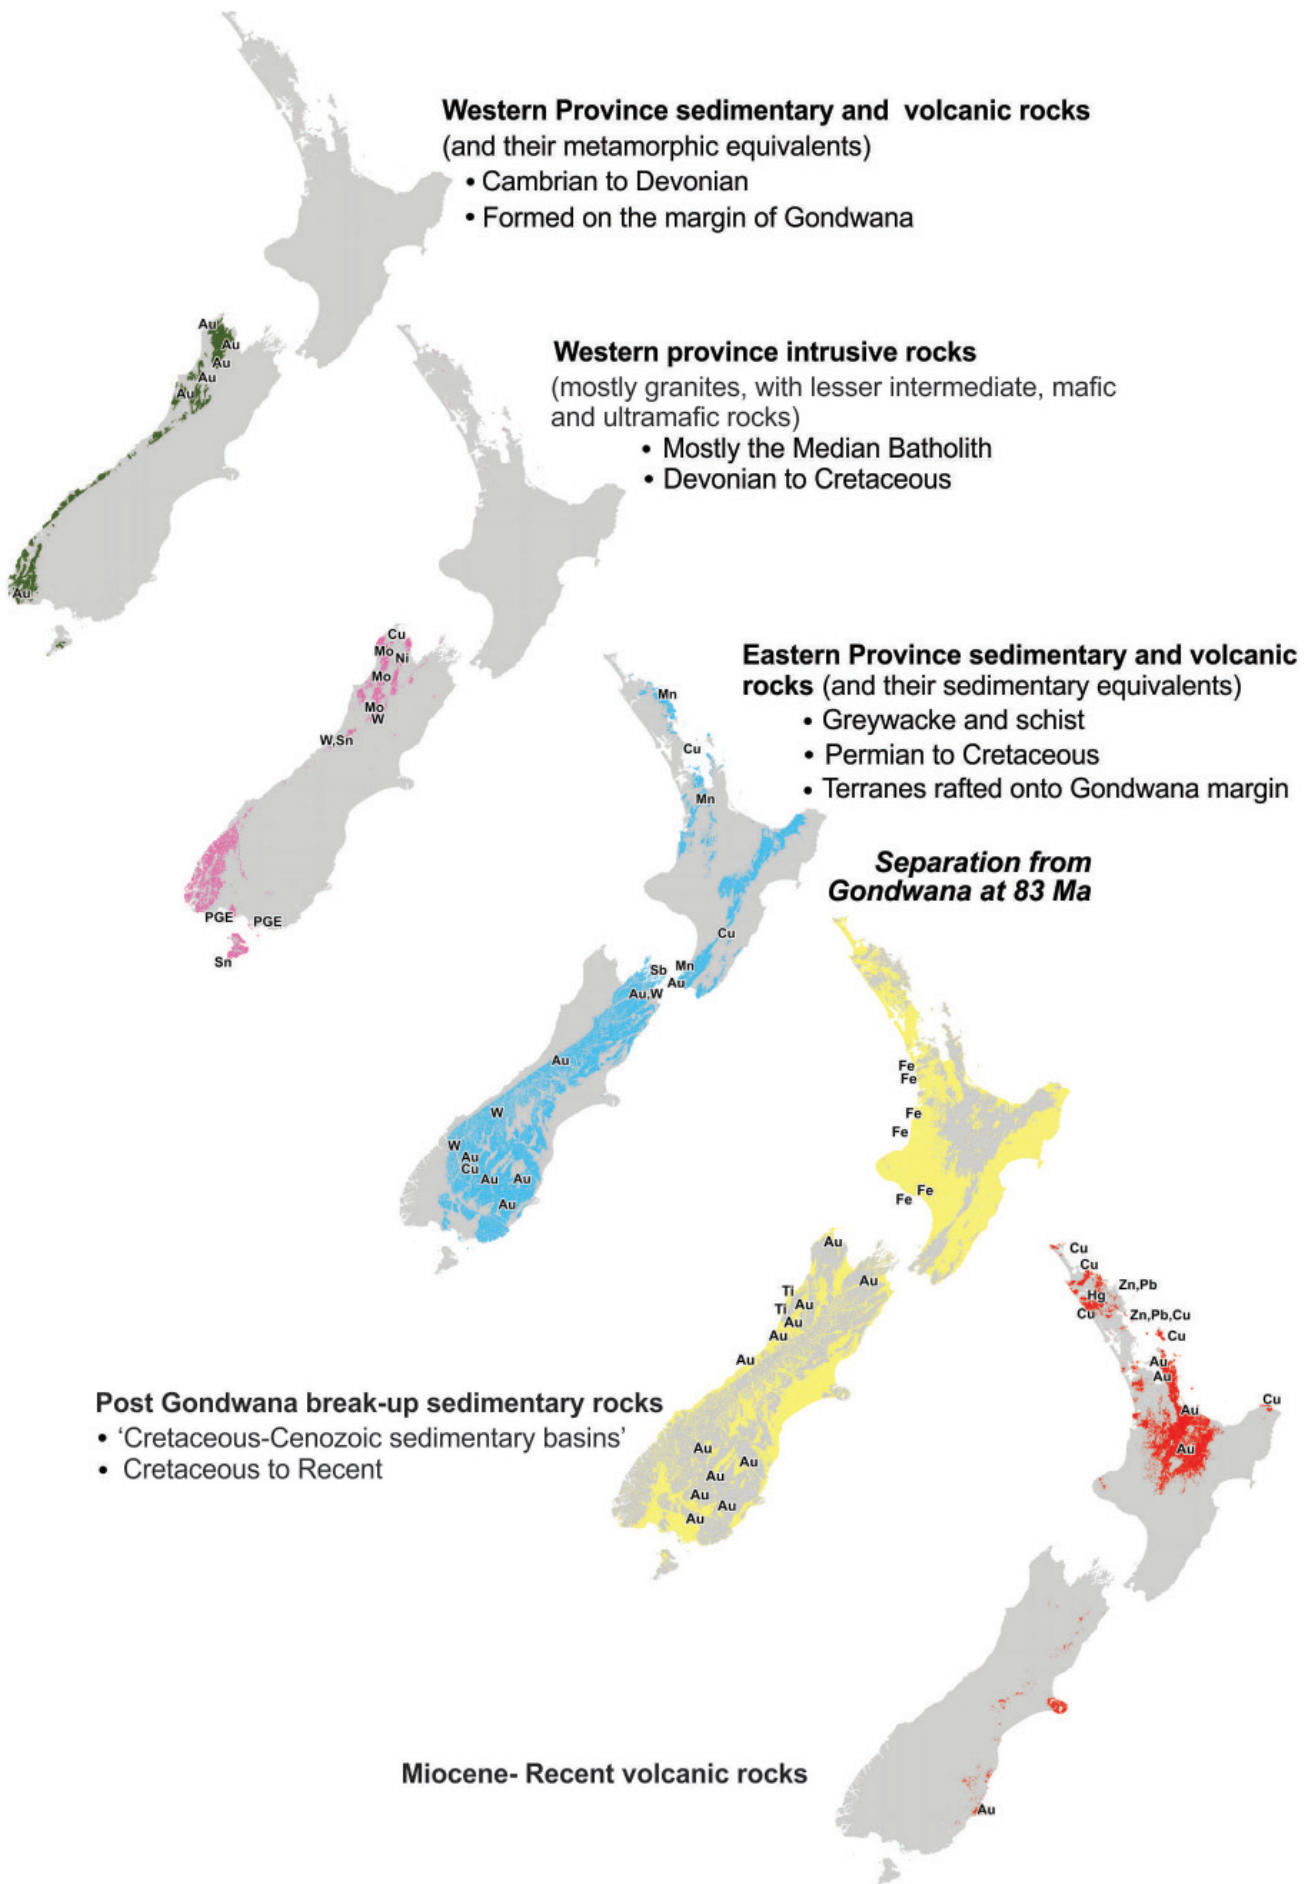 Western Province sedimentary and volcanic rocks
(and their metamorphic equivalents)
• Cambrian to Devonian
• Formed on the margin of Gondwana
Au
Au
Au
Au
Au
Au
Western province intrusive rocks
(mostly granites, with lesser intermediate, mafic
and ultramafic rocks)
• Mostly the Median Batholith
• Devonian to Cretaceous
Cu
Mo
Ni
Mo
Mo
W
W,Sn
PGE
PGE
Sn
Eastern Province sedimentary and volcanic
rocks (and their sedimentary equivalents)
• Greywacke and schist
• Permian to Cretaceous
• Terranes rafted onto Gondwana margin
Mn
Cu
Mn
Cu
Mn
Sb
Au
Au,W
Au
W
W
Au
Cu
Au
Au
Au
Separation from
Gondwana at 83 Ma
Fe
Fe
Fe
Fe
Fe
Fe
Au
Au
Ti
Au
Ti
Au
Au
Au
Au
Au
Au
Au
Au
Au
Post Gondwana break-up sedimentary rocks
• ‘Cretaceous-Cenozoic sedimentary basins’
• Cretaceous to Recent
Cu
Cu
Zn,Pb
Hg
Cu
Zn,Pb,Cu
Cu
Au
Au
Cu
Au
Au
Miocene- Recent volcanic rocks
Au